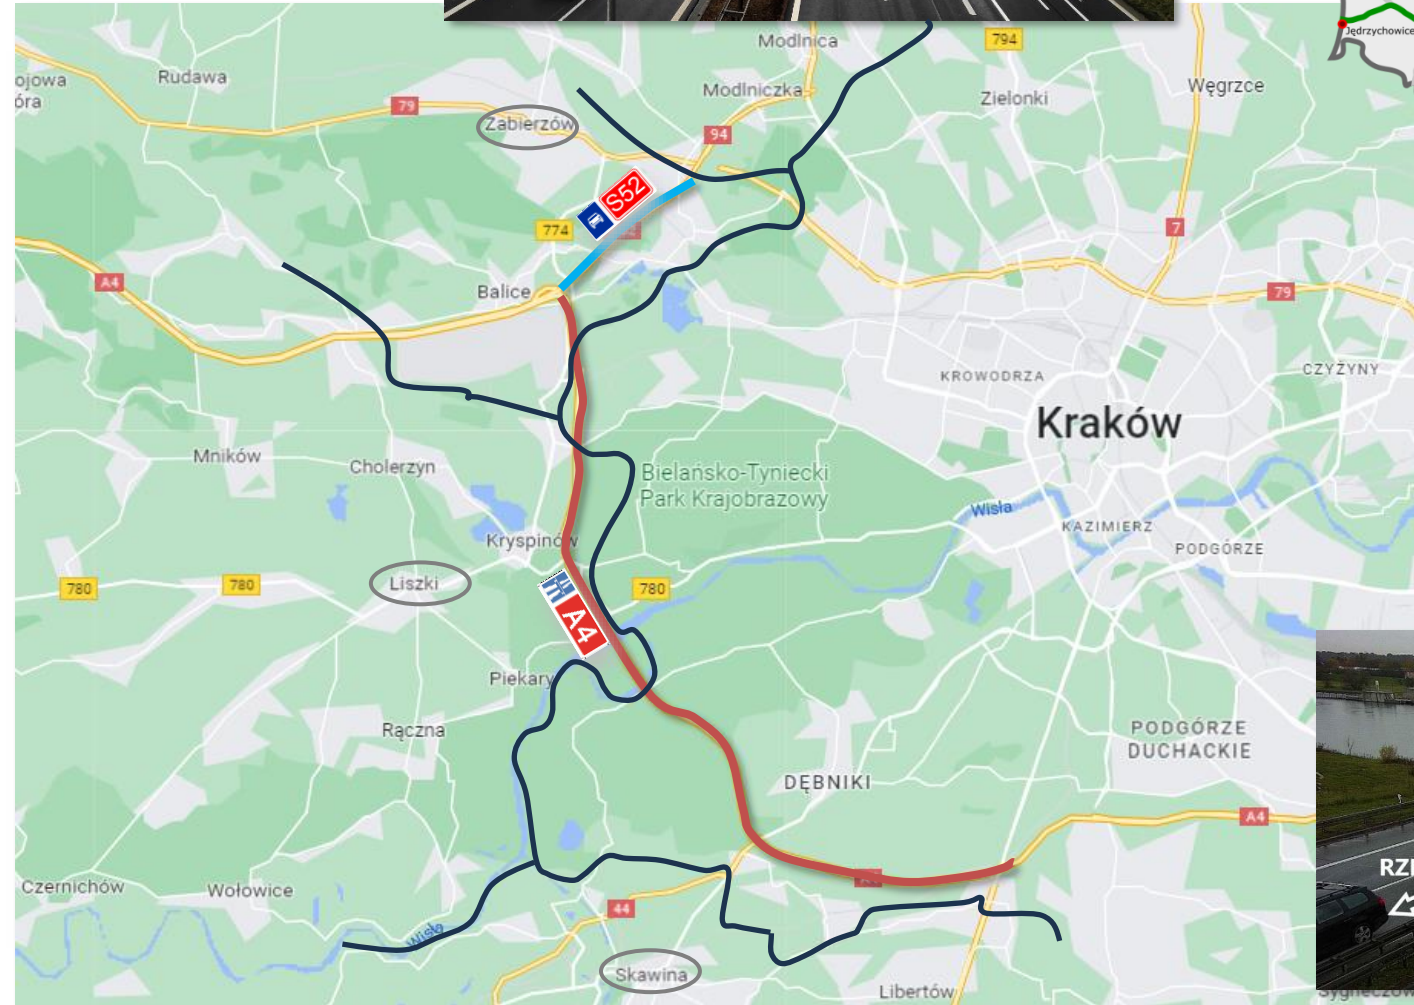 Jędrzychowice
Modlnica
794
ojowa
óra
Rudawa
Modlniczka
Zielonki
Węgrzce
79
Zabierzów
94
S52
774
7
A4
Balice
79
KROWODRZA
CZYŻYNY
Kraków
Mników
Cholerzyn
Bielańsko-Tyniecki
Park Krajobrazowy
Wisła
Kryspinów
KAZIMIERZ
PODGÓRZE
780
780
Liszki
780
A4
Piekary
Rączna
PODGÓRZE
DUCHACKIE
DĘBNIKI
A4
RZE
Czernichów
Wołowice
44
Wisła
Skawina
Libertów